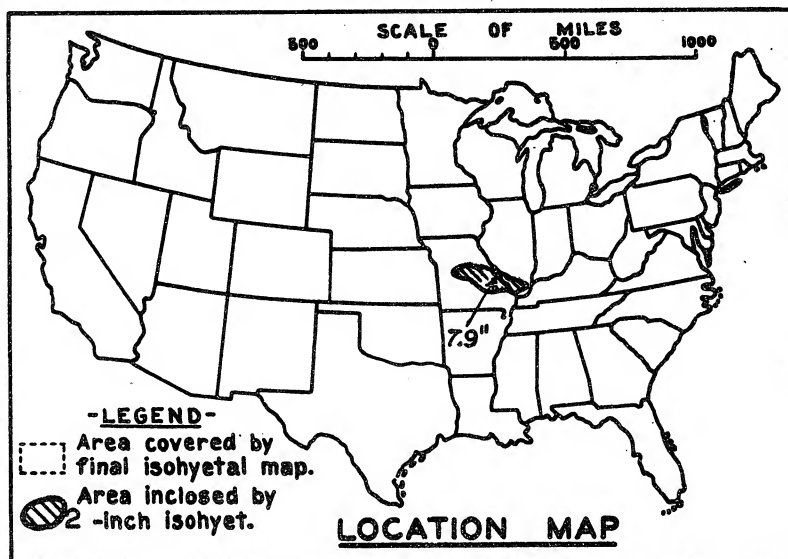 SCALE OF MILES
500 0 500 1000
7.9"
-LEGEND-
Area covered by
final isohyetal map.
Area inclosed by
2 -inch isohyet.
LOCATION MAP